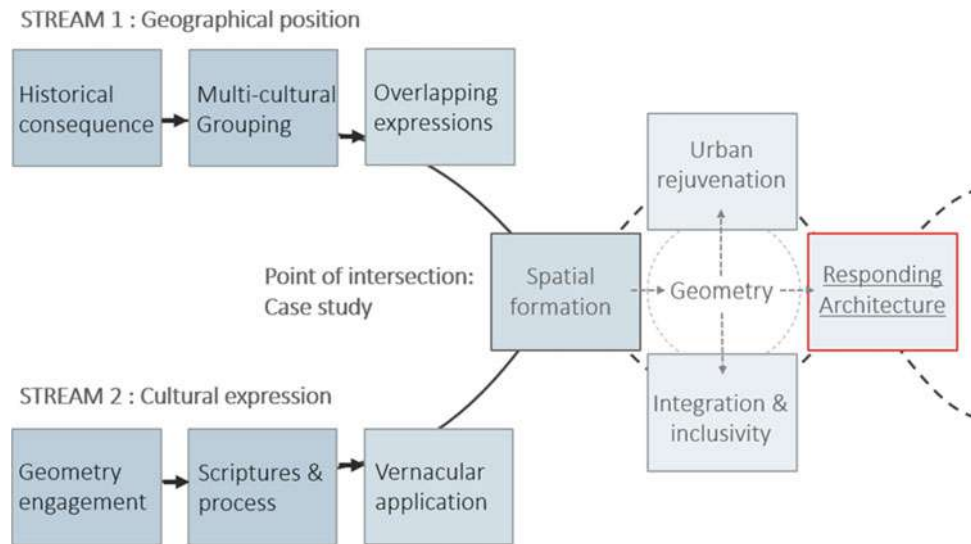 STREAM 1 : Geographical position
Historical
consequence
Multi-cultural
Grouping
Overlapping
expressions
Urban
rejuvenation
Point of intersection:
Case study
Spatial
formation
Geometry
Responding
Architecture
Integration &
inclusivity
STREAM 2 : Cultural expression
Geometry
engagement
Scriptures &
process
Vernacular
application